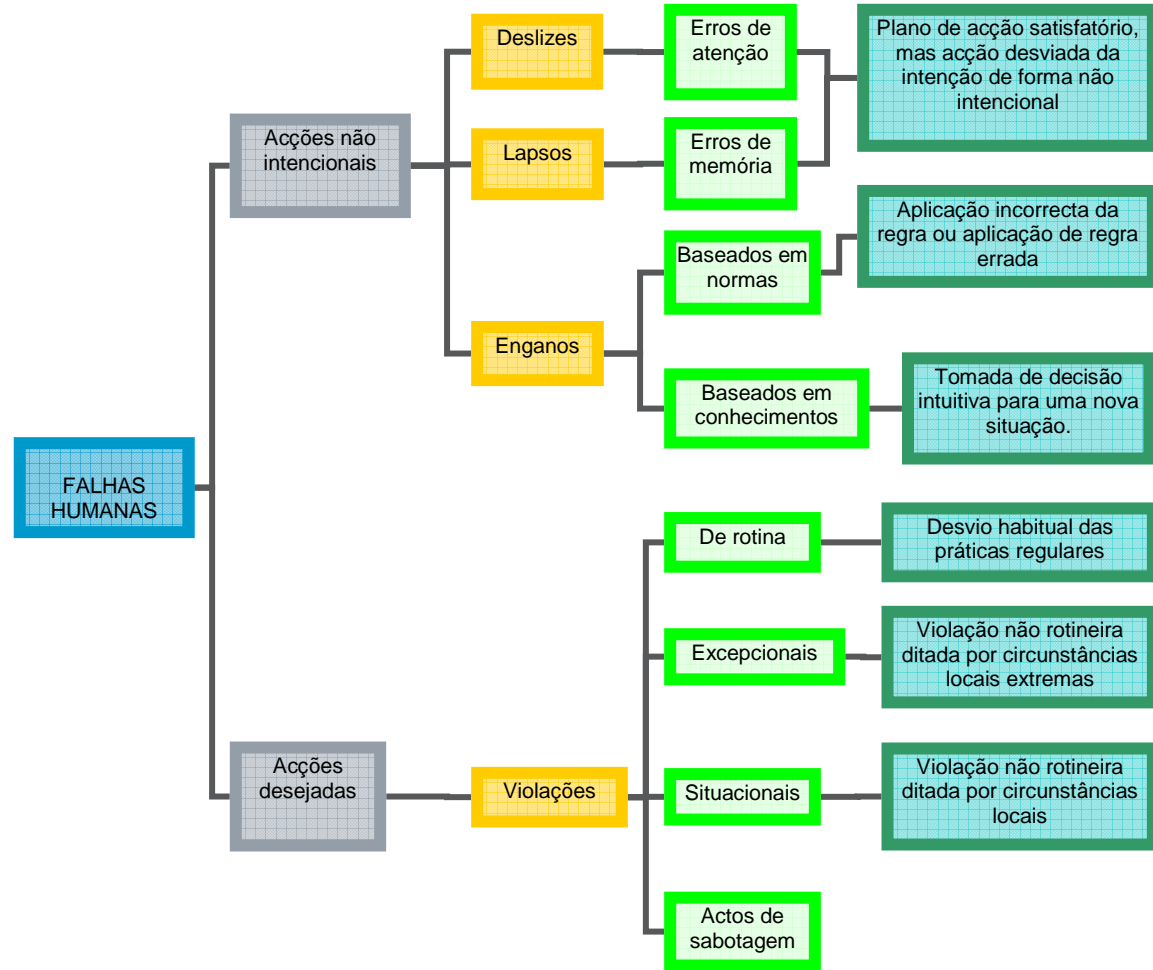 Deslizes
Erros de
atenção
Plano de acção satisfatório,
mas acção desviada da
intenção de forma não
intencional
Acções não
intencionais
Lapsos
Erros de
memória
Aplicação incorrecta da
regra ou aplicação de regra
errada
Baseados em
normas
Enganos
Baseados em
conhecimentos
Tomada de decisão
intuitiva para uma nova
situação.
FALHAS
HUMANAS
De rotina
Desvio habitual das
práticas regulares
Excepcionais
Violação não rotineira
ditada por circunstâncias
locais extremas
Acções
desejadas
Violações
Situacionais
Violação não rotineira
ditada por circunstâncias
locais
Actos de
sabotagem